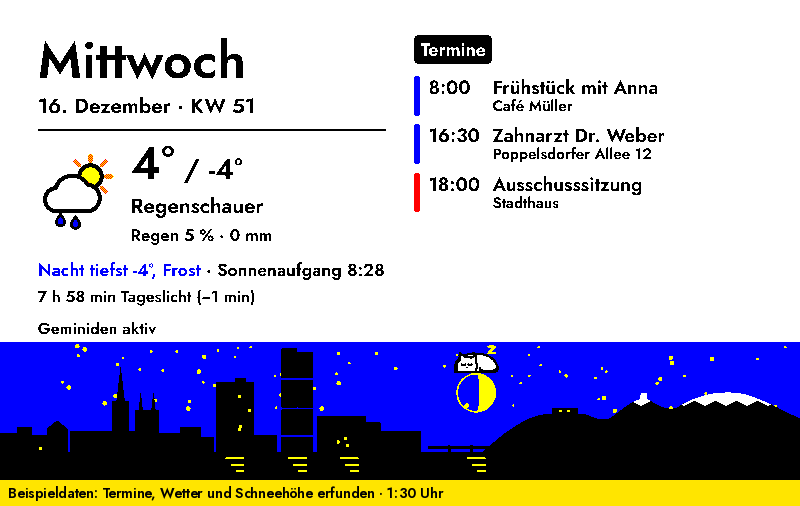 Mittwoch
16. Dezember · KW 51
4° / -4°
Regenschauer
Regen 5 % · 0 mm
Nacht tiefst -4°, Frost · Sonnenaufgang 8:28
7 h 58 min Tageslicht (−1 min)
Geminiden aktiv
Termine
8:00 Frühstück mit Anna
Café Müller
16:30 Zahnarzt Dr. Weber
Poppelsdorfer Allee 12
18:00 Ausschusssitzung
Stadthaus
z
Beispieldaten: Termine, Wetter und Schneehöhe erfunden · 1:30 Uhr